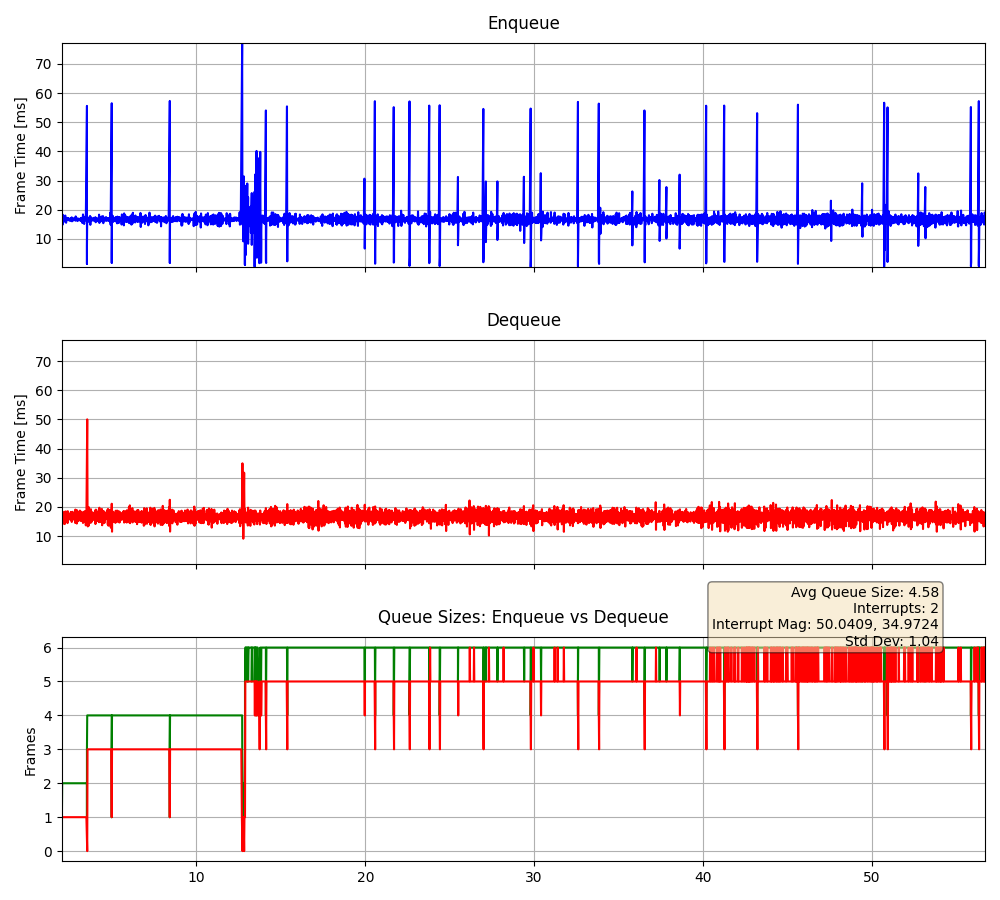 Enqueue
Frame Time [ms]
70
60
50
40
30
20
10
Dequeue
Frame Time [ms]
70
60
50
40
30
20
10
Avg Queue Size: 4.58
Interrupts: 2
Interrupt Mag: 50.0409, 34.9724
Std Dev: 1.04
Queue Sizes: Enqueue vs Dequeue
Frames
6
5
4
3
2
1
0
10 20 30 40 50